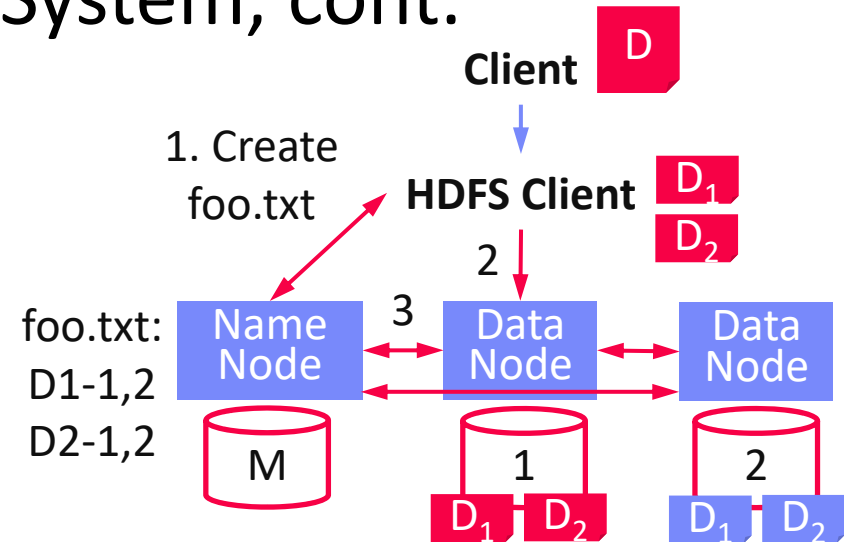 System, cont.
Client
D
1. Create
foo.txt
HDFS Client
D₁
D₂
2
foo.txt:
D1-1,2
D2-1,2
Name
Node
3
Data
Node
Data
Node
M
1
2
D₁
D₂
D₁
D₂